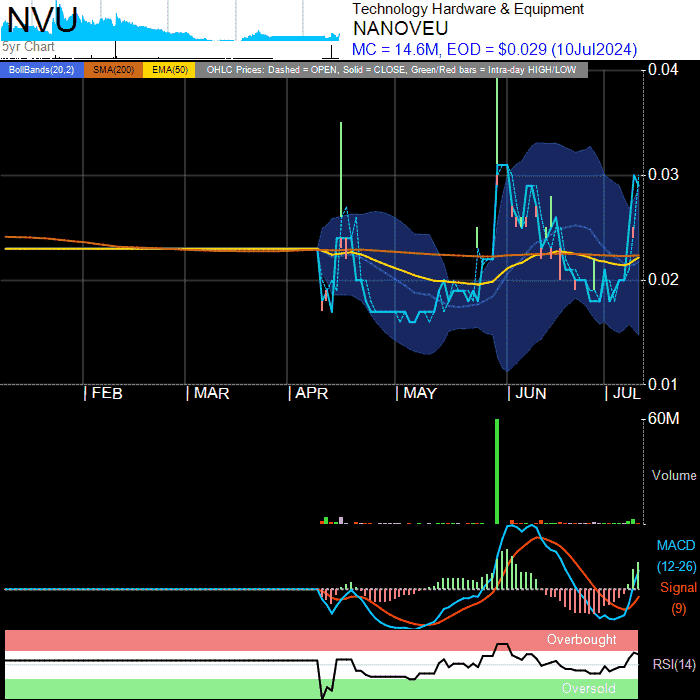 NVU
5yr Chart
Technology Hardware & Equipment
NANOVEU
MC = 14.6M, EOD = $0.029 (10Jul2024)
BollBands(20,2) SMA(200) EMA(50) OHLC Prices: Dashed = OPEN, Solid = CLOSE, Green/Red bars = Intra-day HIGH/LOW
0.04
0.03
0.02
0.01
| FEB | MAR | APR | MAY | JUN | JUL
60M
Volume
MACD
(12-26)
Signal
(9)
Overbought
RSI(14)
Oversold